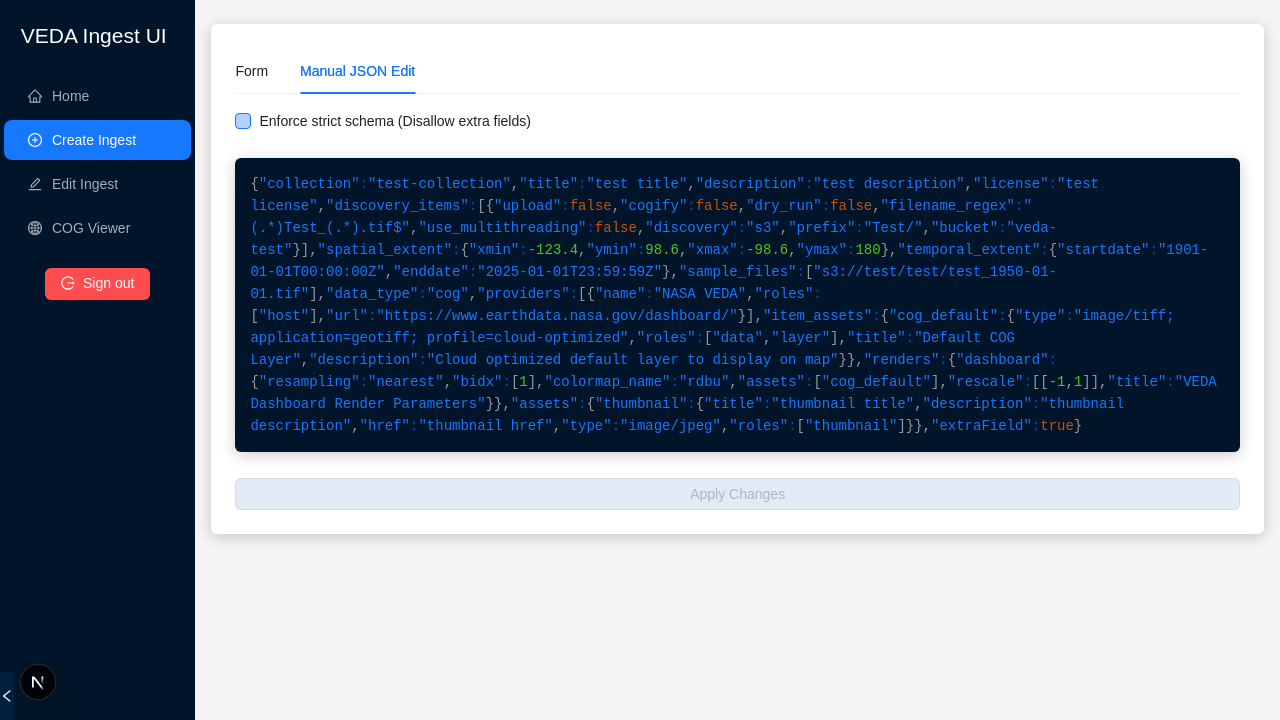 VEDA Ingest UI
Home
Create Ingest
Edit Ingest
COG Viewer
Sign out
Form
Manual JSON Edit
Enforce strict schema (Disallow extra fields)
{"collection":"test-collection","title":"test title","description":"test description","license":"test
license","discovery_items":[{"upload":false,"cogify":false,"dry_run":false,"filename_regex":"
(.*)Test_(.*).tif$","use_multithreading":false,"discovery":"s3","prefix":"Test/","bucket":"veda-
test"}],"spatial_extent":{"xmin":-123.4,"ymin":98.6,"xmax":-98.6,"ymax":180},"temporal_extent":{"startdate":"1901-
01-01T00:00:00Z","enddate":"2025-01-01T23:59:59Z"},"sample_files":["s3://test/test/test_1950-01-
01.tif"],"data_type":"cog","providers":[{"name":"NASA VEDA","roles":
["host"],"url":"https://www.earthdata.nasa.gov/dashboard/"}],"item_assets":{"cog_default":{"type":"image/tiff;
application=geotiff; profile=cloud-optimized","roles":["data","layer"],"title":"Default COG
Layer","description":"Cloud optimized default layer to display on map"}},"renders":{"dashboard":
{"resampling":"nearest","bidx":[1],"colormap_name":"rdbu","assets":["cog_default"],"rescale":[[-1,1]],"title":"VEDA
Dashboard Render Parameters"}},"assets":{"thumbnail":{"title":"thumbnail title","description":"thumbnail
description","href":"thumbnail href","type":"image/jpeg","roles":["thumbnail"]}},"extraField":true}
Apply Changes
N